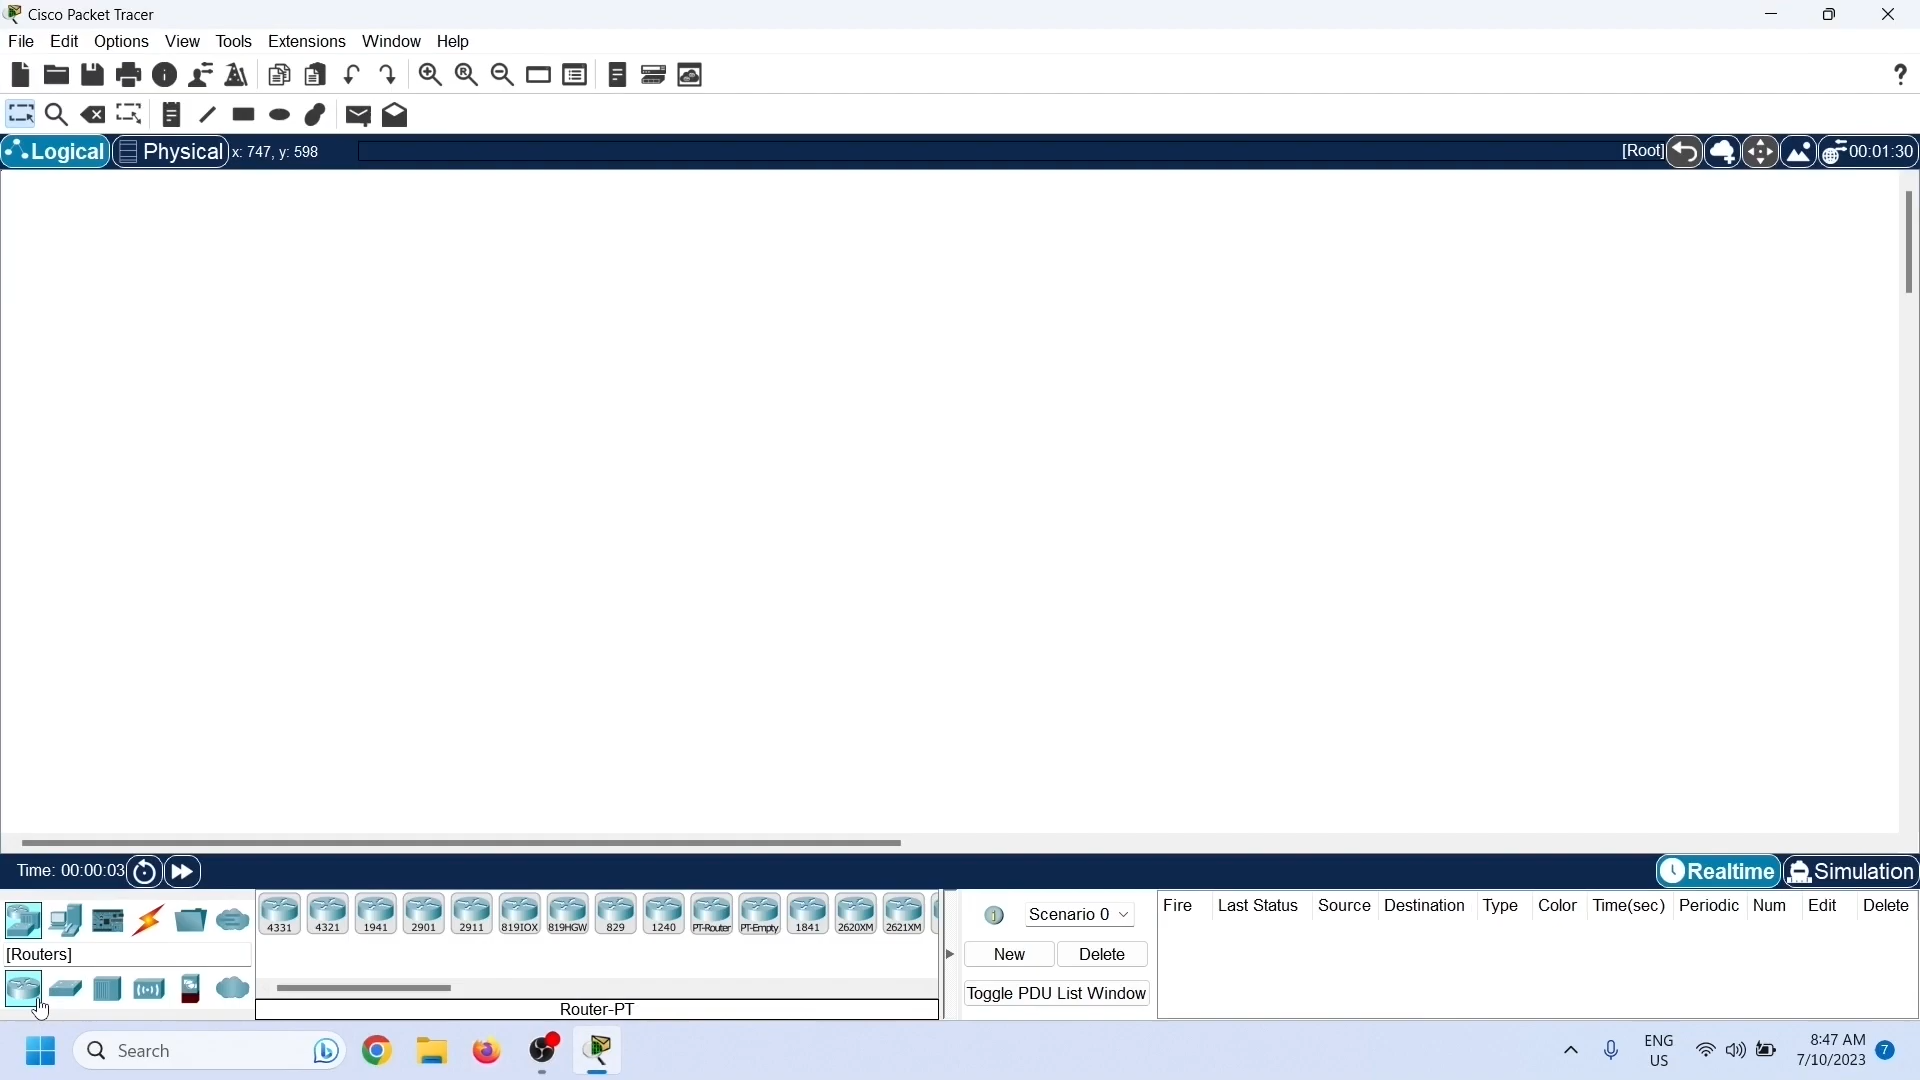 Cisco Packet Tracer
File Edit Options View Tools Extensions Window Help
?
Logical Physical x: 747, y: 598 [Root] 00:01:30
Time: 00:00:03 Realtime Simulation
4331 4321 1941 2901 2911 819IOX 819HGW 829 1240 PT-Router PT-Empty 1841 2620XM 2621XM
Scenario 0
Fire Last Status Source Destination Type Color Time(sec) Periodic Num Edit Delete
[Routers]
New Delete
Toggle PDU List Window
Router-PT
Search
ENG
US
8:47 AM
7/10/2023
7